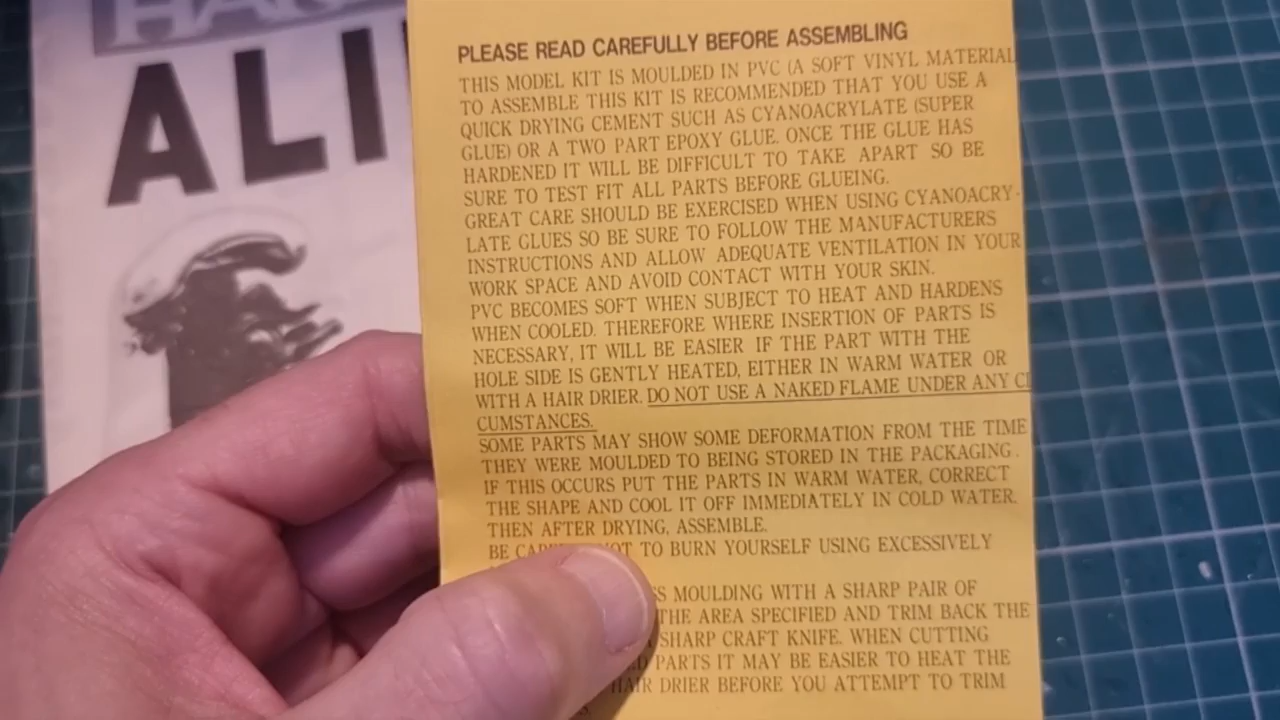 ALI
PLEASE READ CAREFULLY BEFORE ASSEMBLING
THIS MODEL KIT IS MOULDED IN PVC (A SOFT VINYL MATERIAL
TO ASSEMBLE THIS KIT IS RECOMMENDED THAT YOU USE A
QUICK DRYING CEMENT SUCH AS CYANOACRYLATE (SUPER
GLUE) OR A TWO PART EPOXY GLUE. ONCE THE GLUE HAS
HARDENED IT WILL BE DIFFICULT TO TAKE APART SO BE
SURE TO TEST FIT ALL PARTS BEFORE GLUEING.
GREAT CARE SHOULD BE EXERCISED WHEN USING CYANOACRY-
LATE GLUES SO BE SURE TO FOLLOW THE MANUFACTURERS
INSTRUCTIONS AND ALLOW ADEQUATE VENTILATION IN YOUR
WORK SPACE AND AVOID CONTACT WITH YOUR SKIN.
PVC BECOMES SOFT WHEN SUBJECT TO HEAT AND HARDENS
WHEN COOLED. THEREFORE WHERE INSERTION OF PARTS IS
NECESSARY, IT WILL BE EASIER IF THE PART WITH THE
HOLE SIDE IS GENTLY HEATED, EITHER IN WARM WATER OR
WITH A HAIR DRIER. DO NOT USE A NAKED FLAME UNDER ANY CI
CUMSTANCES.
SOME PARTS MAY SHOW SOME DEFORMATION FROM THE TIME
THEY WERE MOULDED TO BEING STORED IN THE PACKAGING.
IF THIS OCCURS PUT THE PARTS IN WARM WATER, CORRECT
THE SHAPE AND COOL IT OFF IMMEDIATELY IN COLD WATER.
THEN AFTER DRYING, ASSEMBLE.
BE NOT TO BURN YOURSELF USING EXCESSIVELY
MOULDING WITH A SHARP PAIR OF
THE AREA SPECIFIED AND TRIM BACK THE
SHARP CRAFT KNIFE. WHEN CUTTING
PARTS IT MAY BE EASIER TO HEAT THE
HAIR DRIER BEFORE YOU ATTEMPT TO TRIM